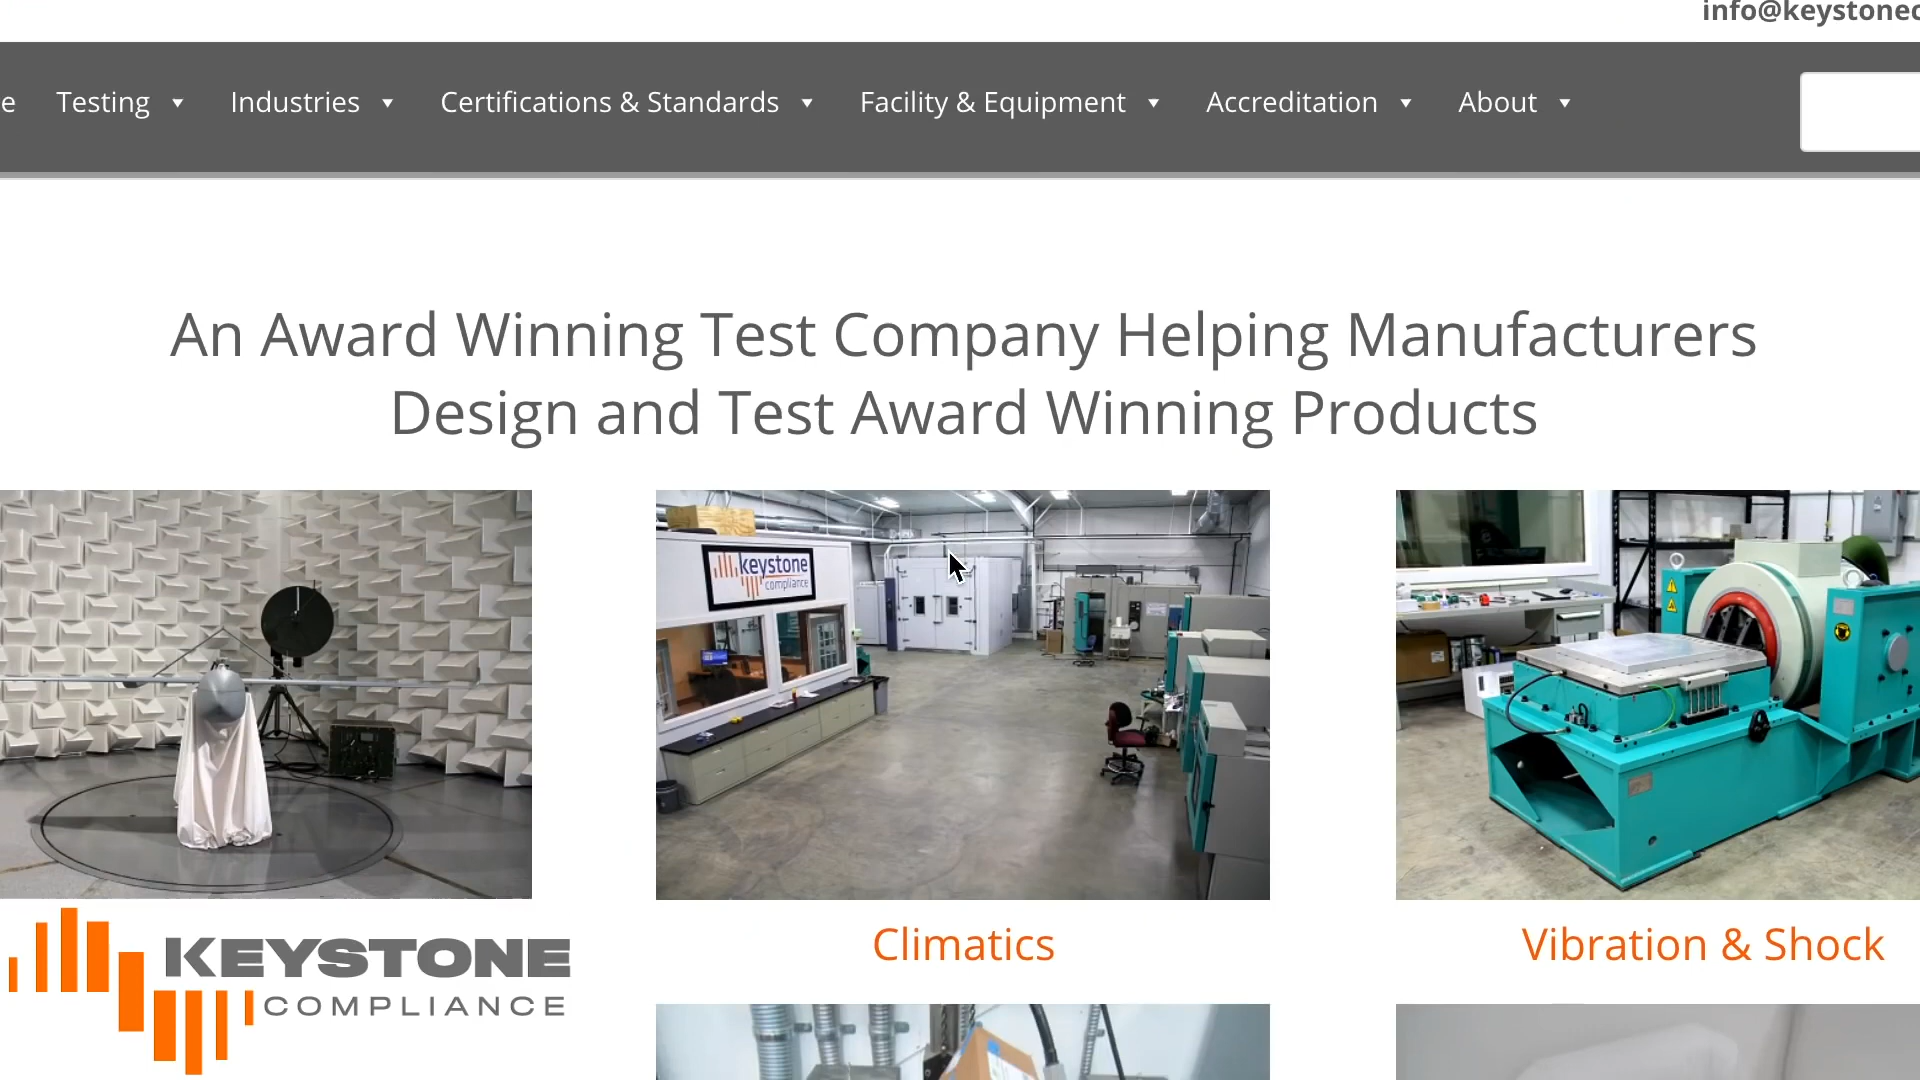 info@keystonec
e Testing Industries Certifications & Standards Facility & Equipment Accreditation About
An Award Winning Test Company Helping Manufacturers
Design and Test Award Winning Products
keystone
compliance
Climatics
Vibration & Shock
KEYSTONE
COMPLIANCE